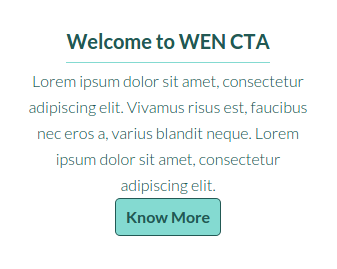 Welcome to WEN CTA
Lorem ipsum dolor sit amet, consectetur
adipiscing elit. Vivamus risus est, faucibus
nec eros a, varius blandit neque. Lorem
ipsum dolor sit amet, consectetur
adipiscing elit.
Know More